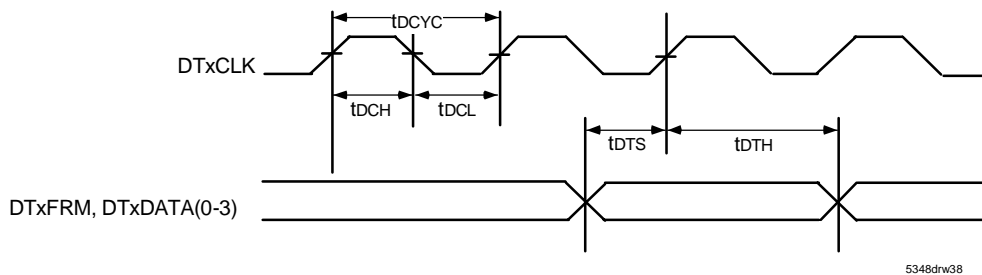 tDCYC
DTxCLK
tDCH
tDCL
tDTS
tDTH
DTxFRM, DTxDATA(0-3)
5348drw38